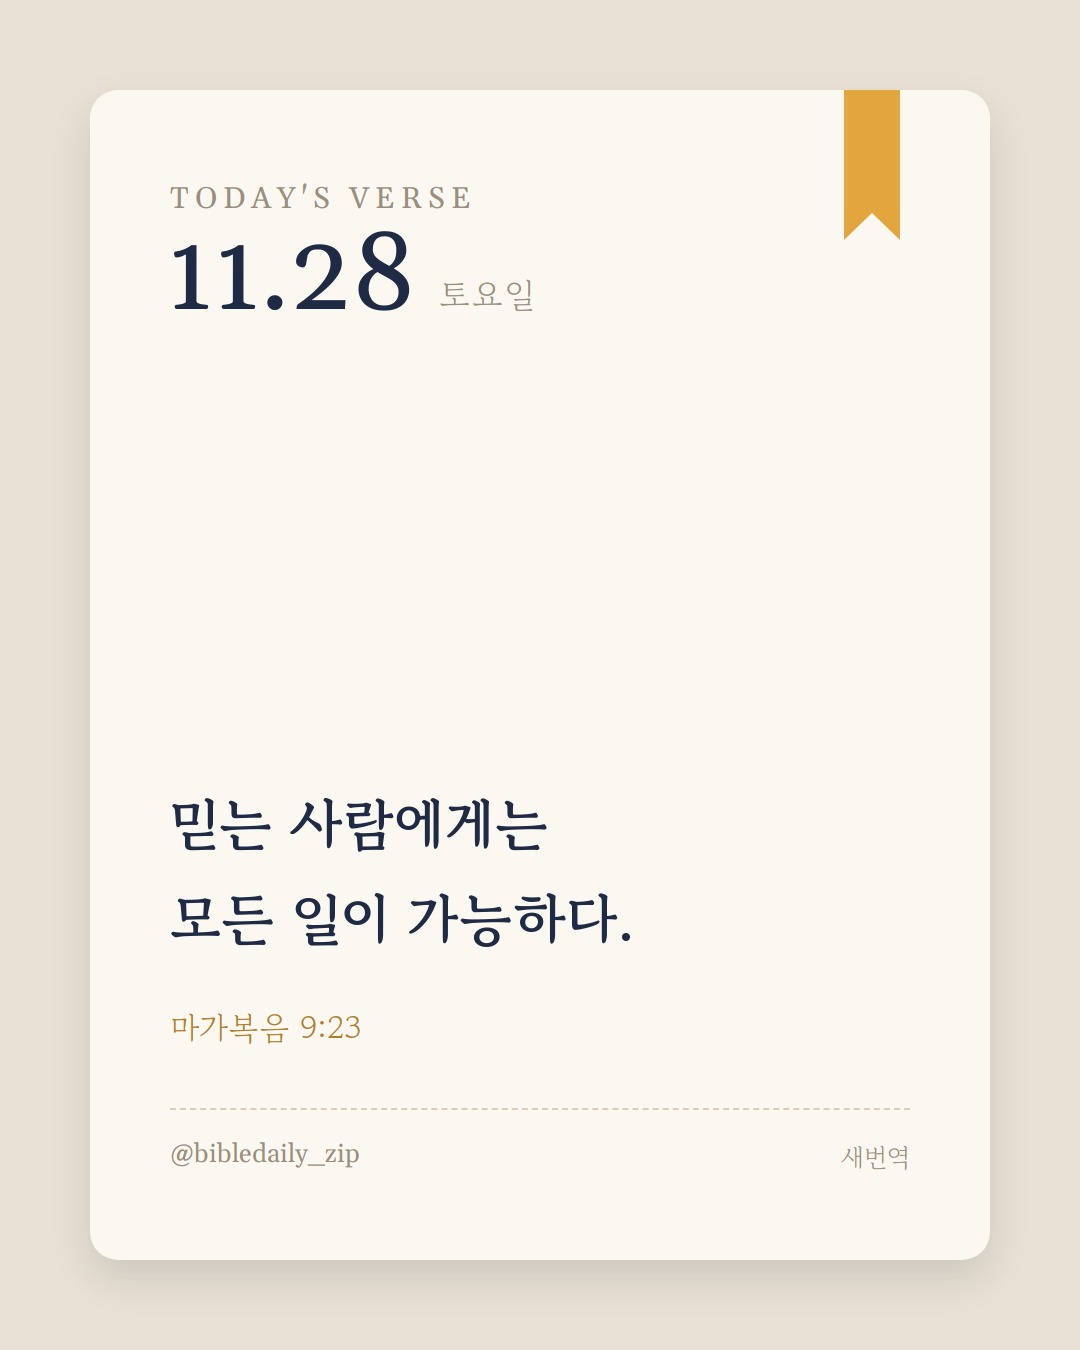 TODAY'S VERSE
11.28 토요일
믿는 사람에게는
모든 일이 가능하다.
마가복음 9:23
@bibledaily_zip 새번역